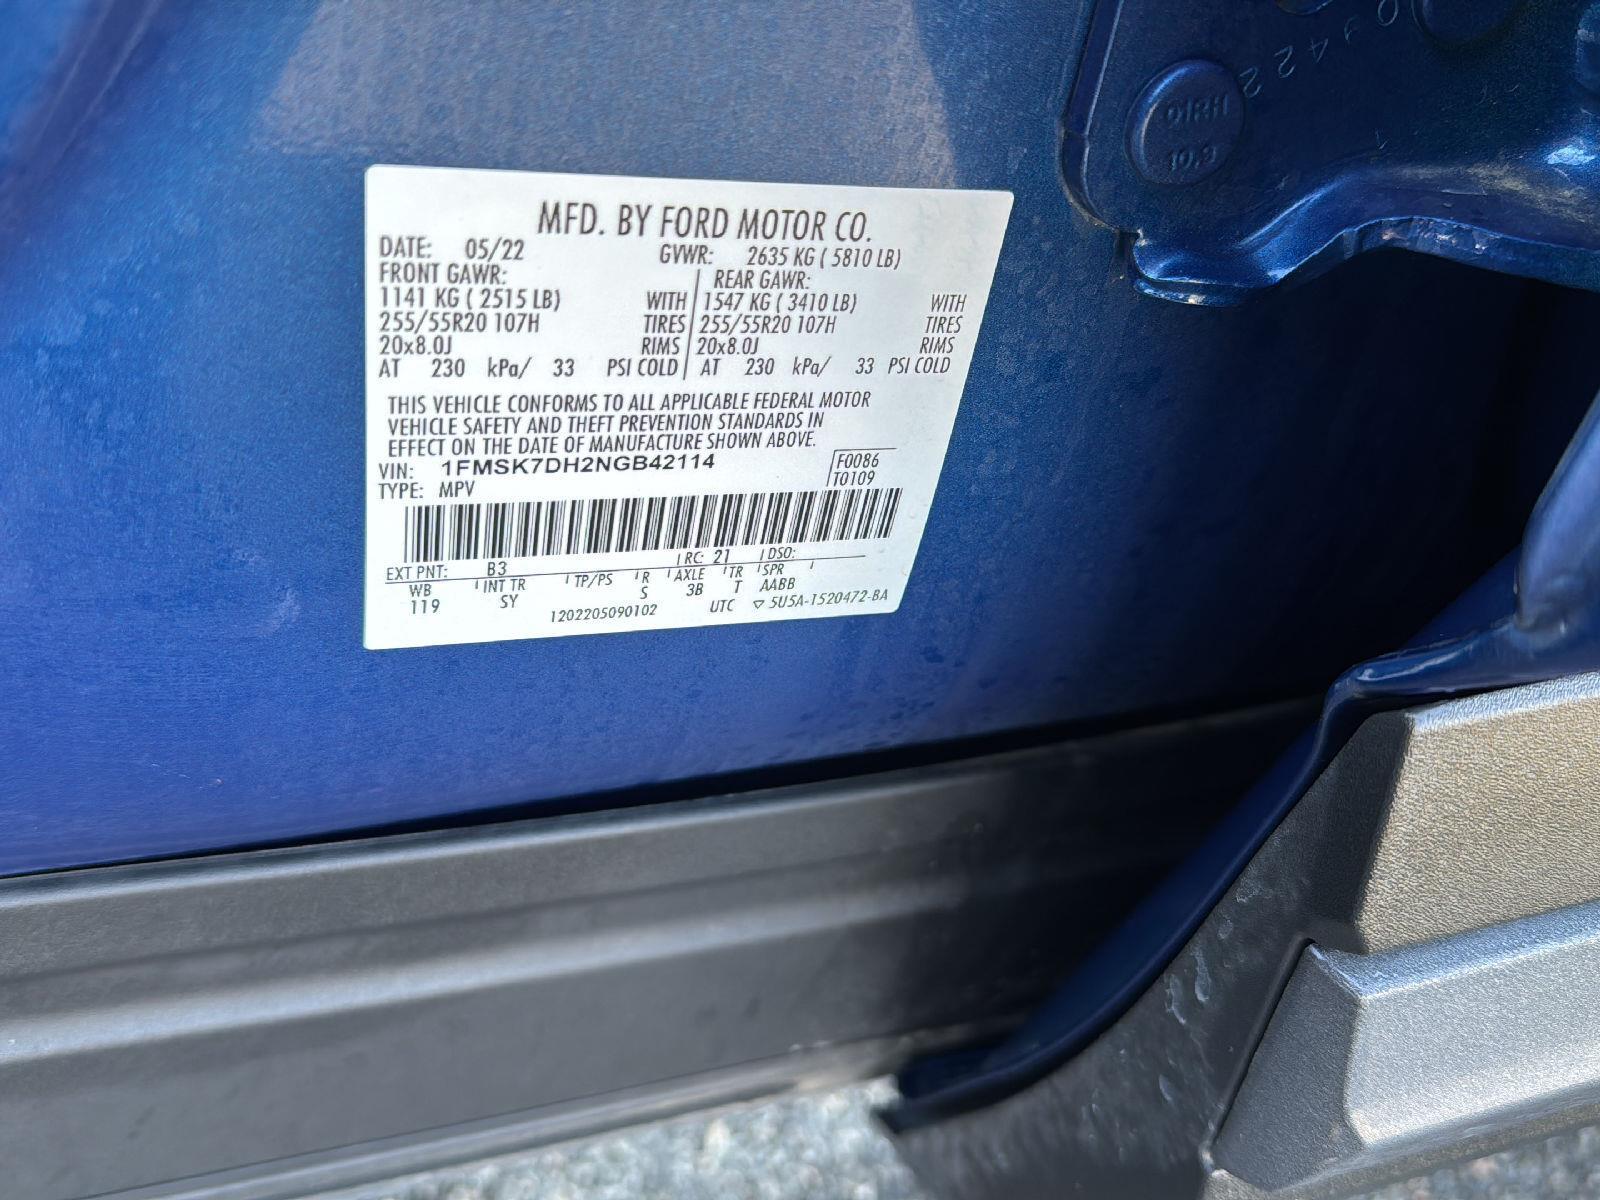 MFD. BY FORD MOTOR CO.
DATE: 05/22 GVWR: 2635 KG ( 5810 LB)
FRONT GAWR: REAR GAWR:
1141 KG ( 2515 LB) WITH 1547 KG ( 3410 LB) WITH
255/55R20 107H TIRES 255/55R20 107H TIRES
20x8.0J RIMS 20x8.0J RIMS
AT 230 kPa/ 33 PSI COLD AT 230 kPa/ 33 PSI COLD
THIS VEHICLE CONFORMS TO ALL APPLICABLE FEDERAL MOTOR
VEHICLE SAFETY AND THEFT PREVENTION STANDARDS IN
EFFECT ON THE DATE OF MANUFACTURE SHOWN ABOVE.
VIN: 1FMSK7DH2NGB42114 F0086
TYPE: MPV T0109
EXT PNT: B3 RC: 21 DSO:
WB INT TR TP/PS R AXLE TR SPR
119 SY S 3B T AABB
1202205090102 UTC ▽ 5U5A-1520472-BA